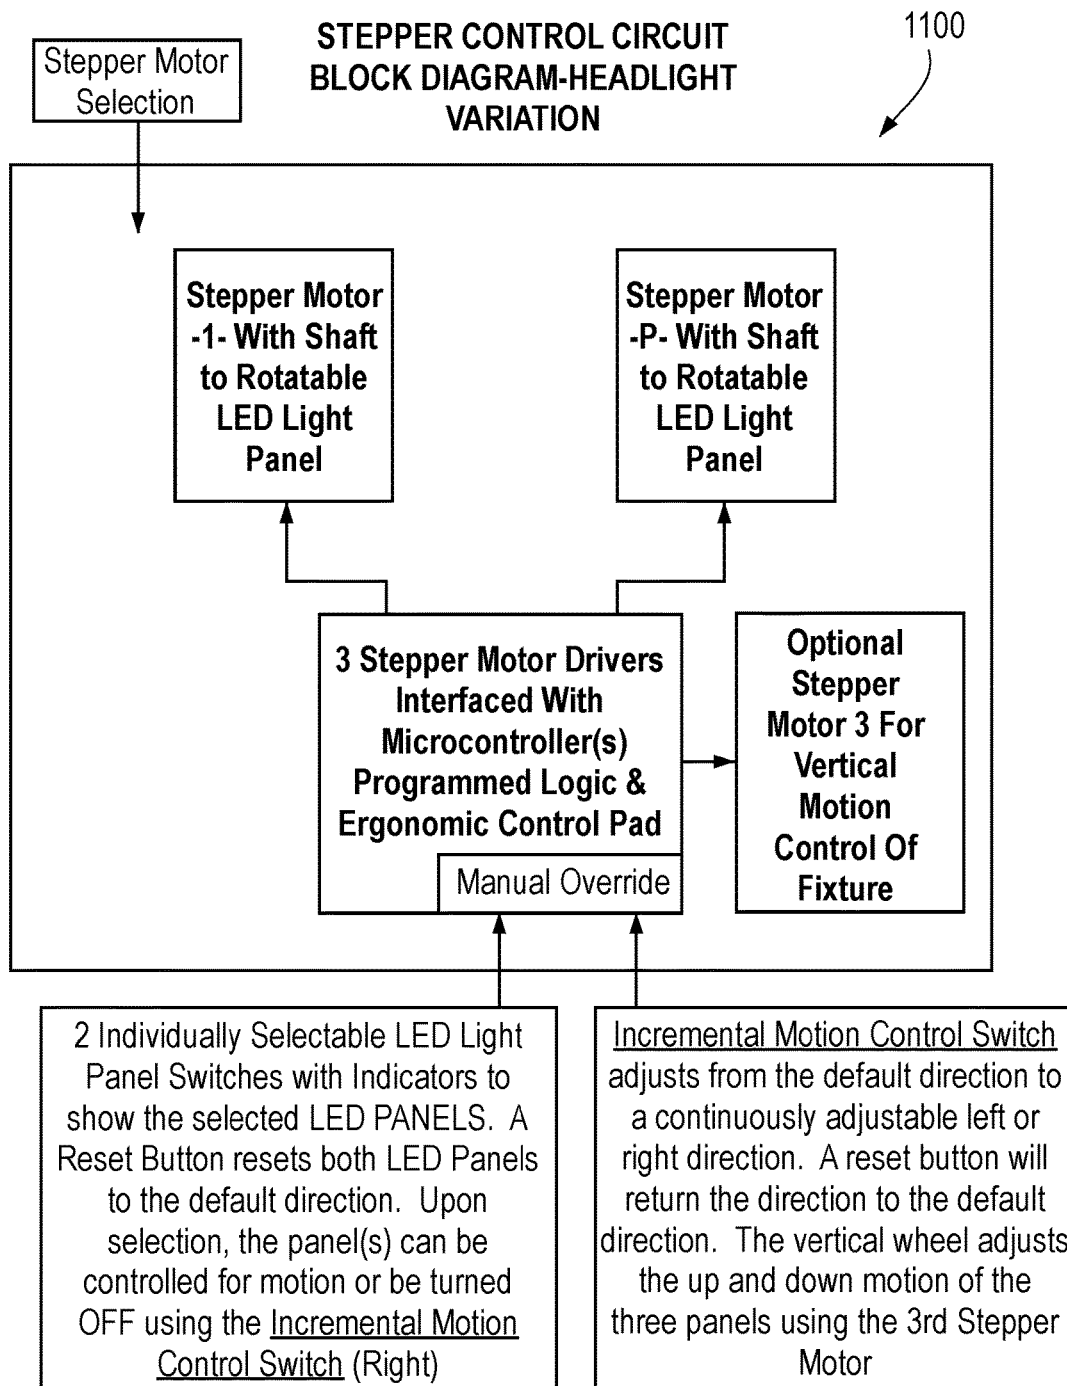 STEPPER CONTROL CIRCUIT
BLOCK DIAGRAM-HEADLIGHT
VARIATION
1100
Stepper Motor
Selection
Stepper Motor
-1- With Shaft
to Rotatable
LED Light
Panel
Stepper Motor
-P- With Shaft
to Rotatable
LED Light
Panel
3 Stepper Motor Drivers
Interfaced With
Microcontroller(s)
Programmed Logic &
Ergonomic Control Pad
Manual Override
Optional
Stepper
Motor 3 For
Vertical
Motion
Control Of
Fixture
2 Individually Selectable LED Light
Panel Switches with Indicators to
show the selected LED PANELS. A
Reset Button resets both LED Panels
to the default direction. Upon
selection, the panel(s) can be
controlled for motion or be turned
OFF using the Incremental Motion
Control Switch (Right)
Incremental Motion Control Switch
adjusts from the default direction to
a continuously adjustable left or
right direction. A reset button will
return the direction to the default
direction. The vertical wheel adjusts
the up and down motion of the
three panels using the 3rd Stepper
Motor